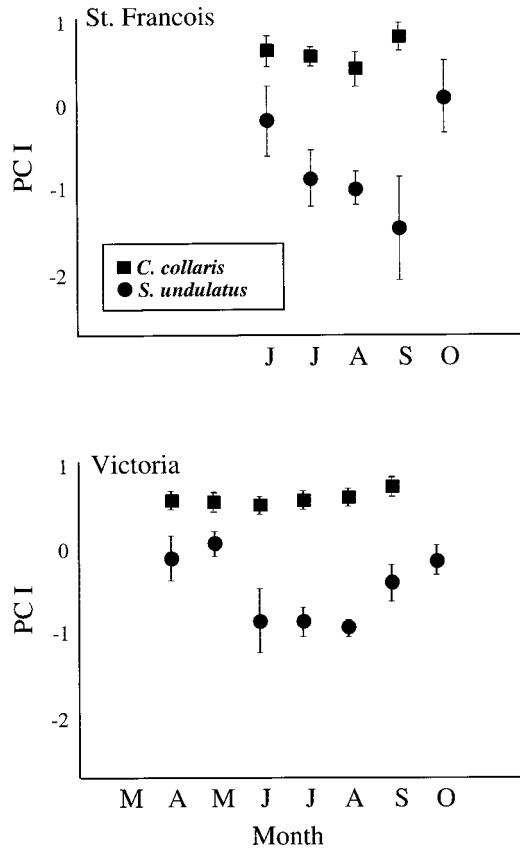 St. Francois
1
0
-1
-2
PC I
C. collaris
S. undulatus
J J A S O
Victoria
1
0
-1
-2
PC I
M A M J J A S O
Month